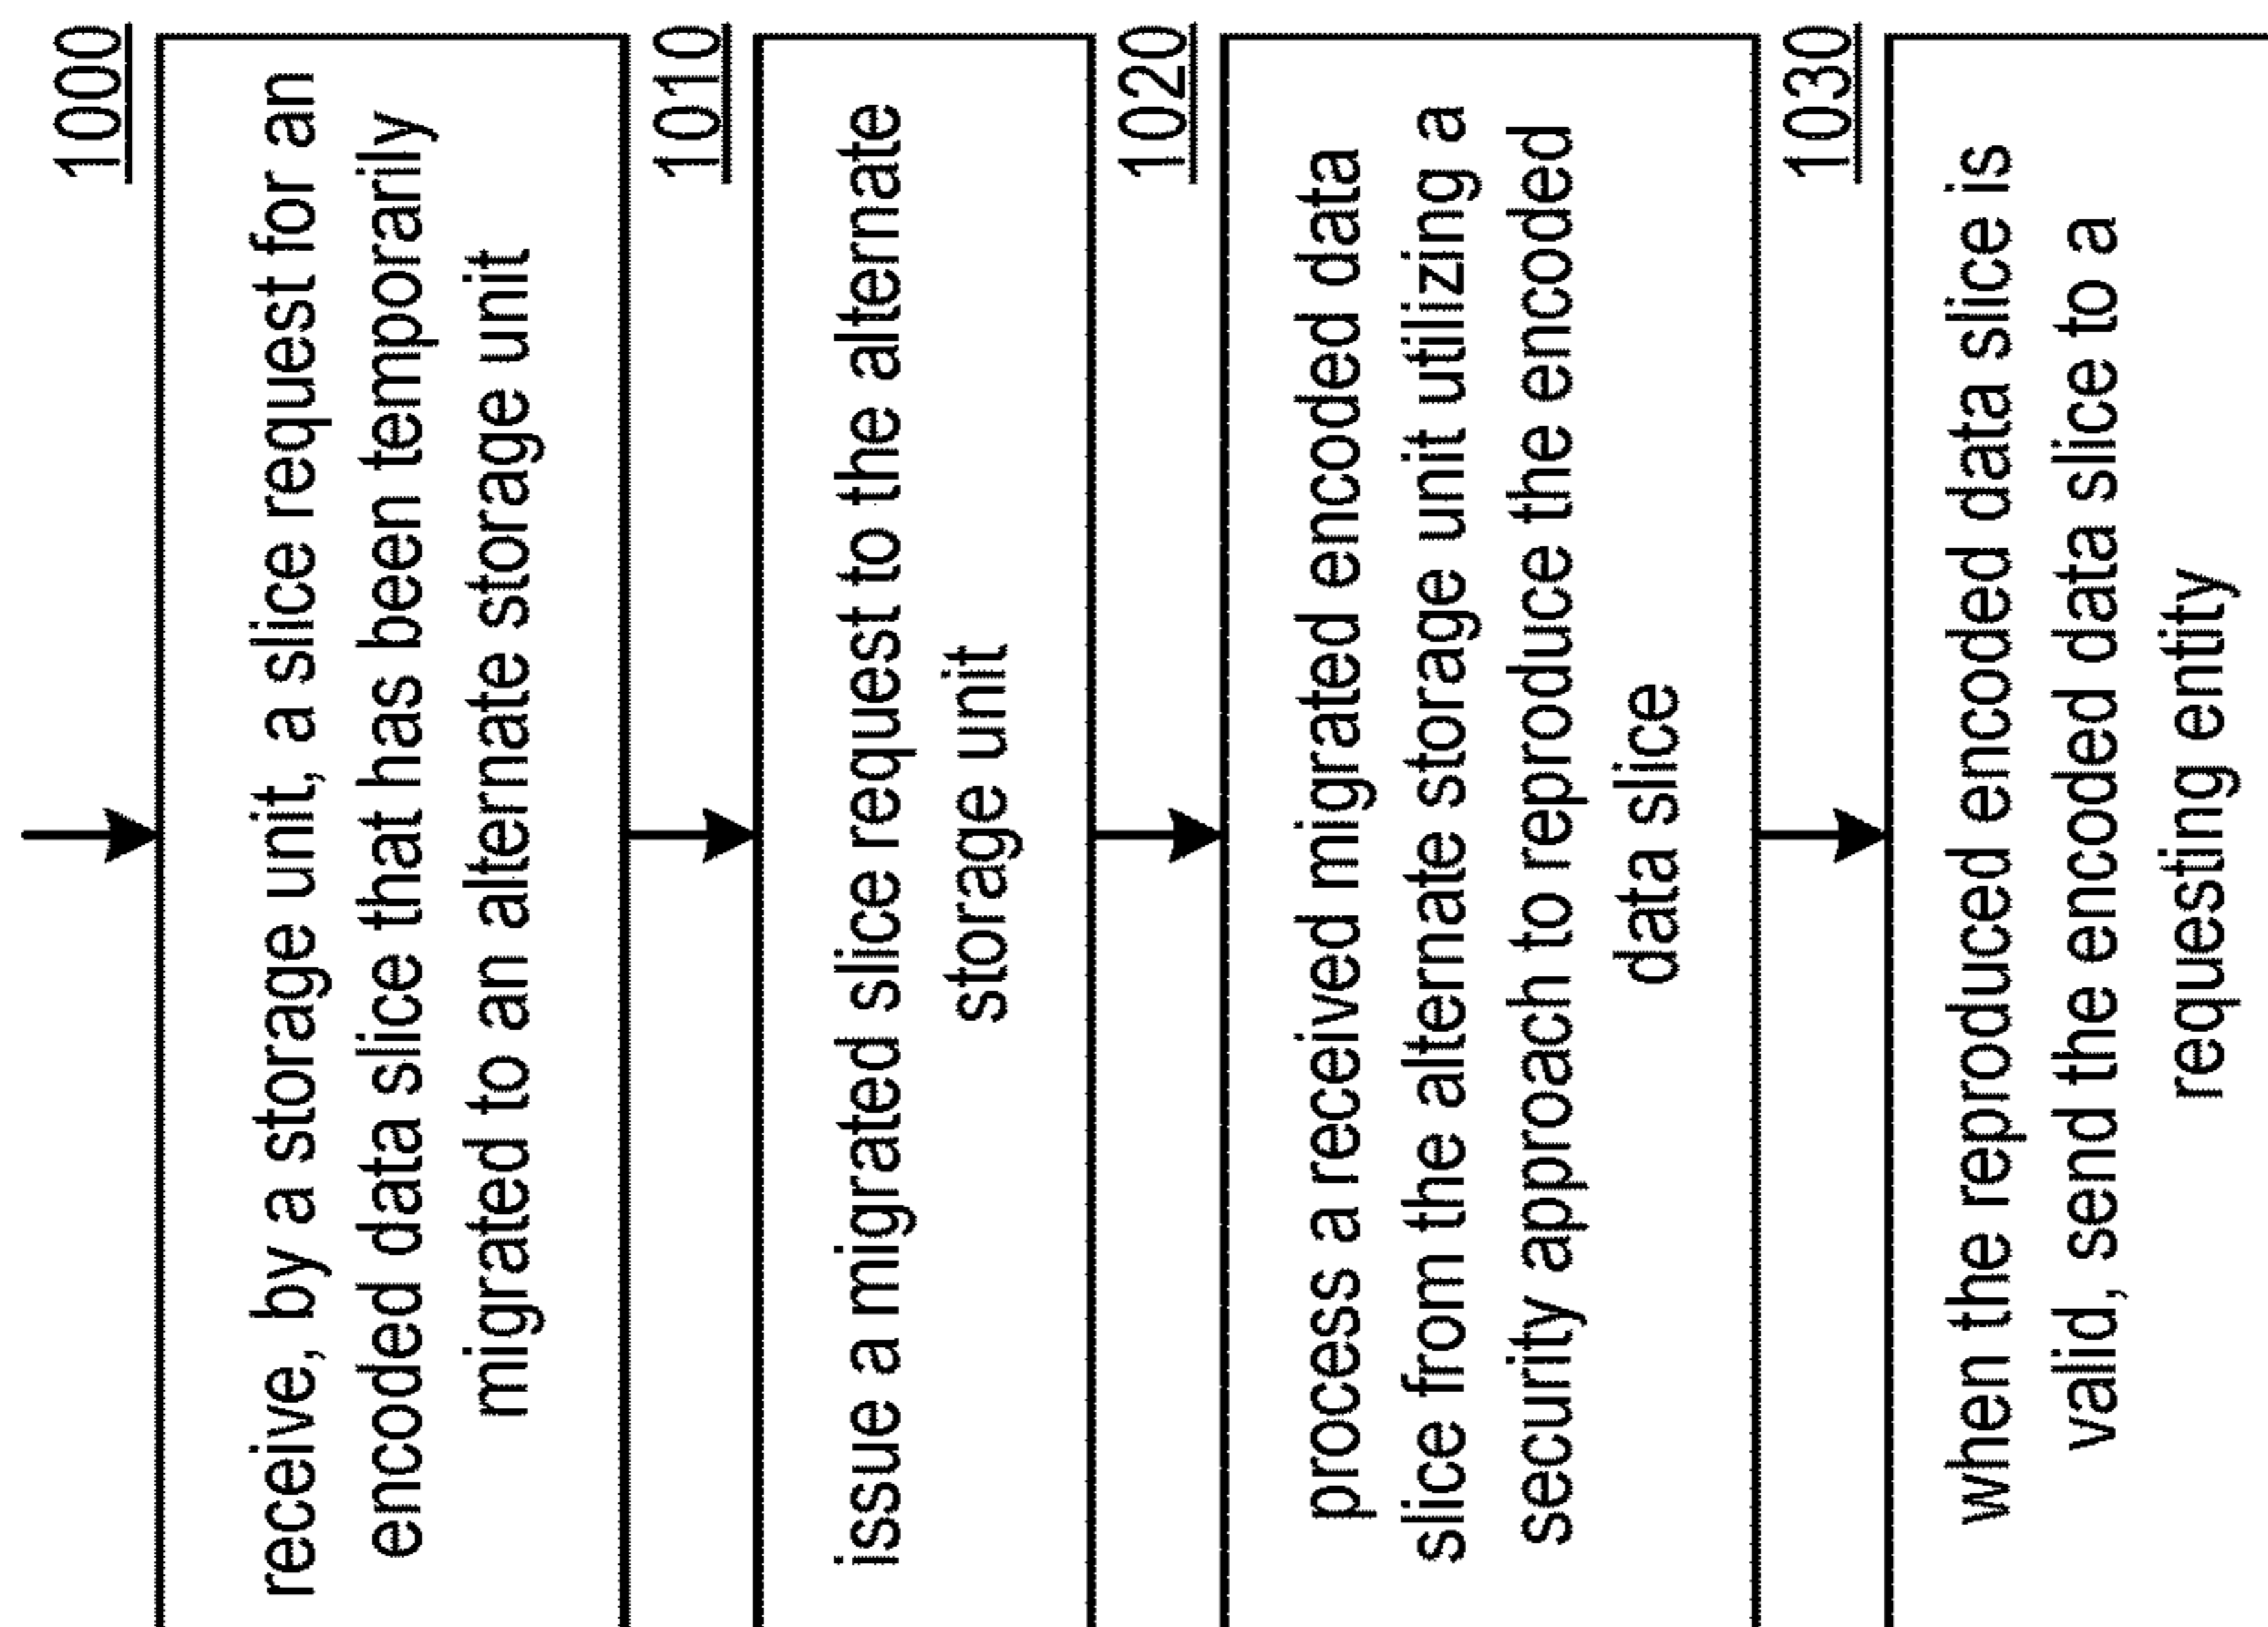 1000
receive, by a storage unit, a slice request for an
encoded data slice that has been temporarily
migrated to an alternate storage unit
1010
issue a migrated slice request to the alternate
storage unit
1020
process a received migrated encoded data
slice from the alternate storage unit utilizing a
security approach to reproduce the encoded
data slice
1030
when the reproduced encoded data slice is
valid, send the encoded data slice to a
requesting entity